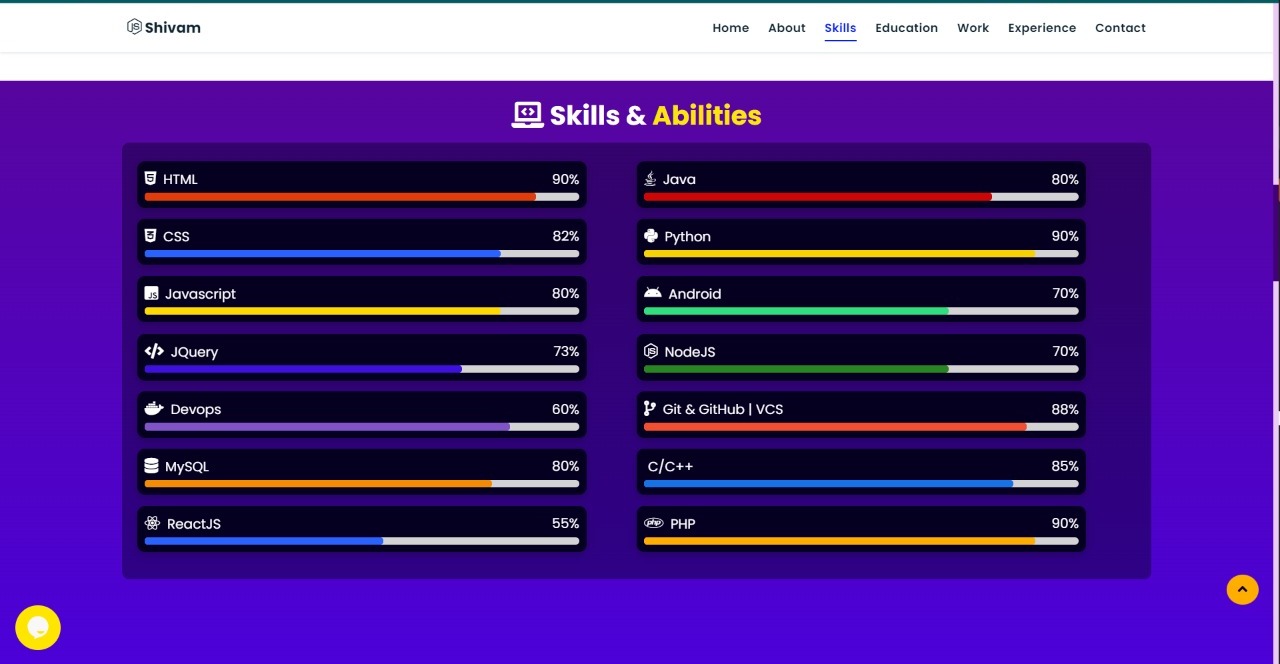 Shivam
Home About Skills Education Work Experience Contact
Skills & Abilities
HTML 90%
Java 80%
CSS 82%
Python 90%
Javascript 80%
Android 70%
JQuery 73%
NodeJS 70%
Devops 60%
Git & GitHub | VCS 88%
MySQL 80%
C/C++ 85%
ReactJS 55%
PHP 90%